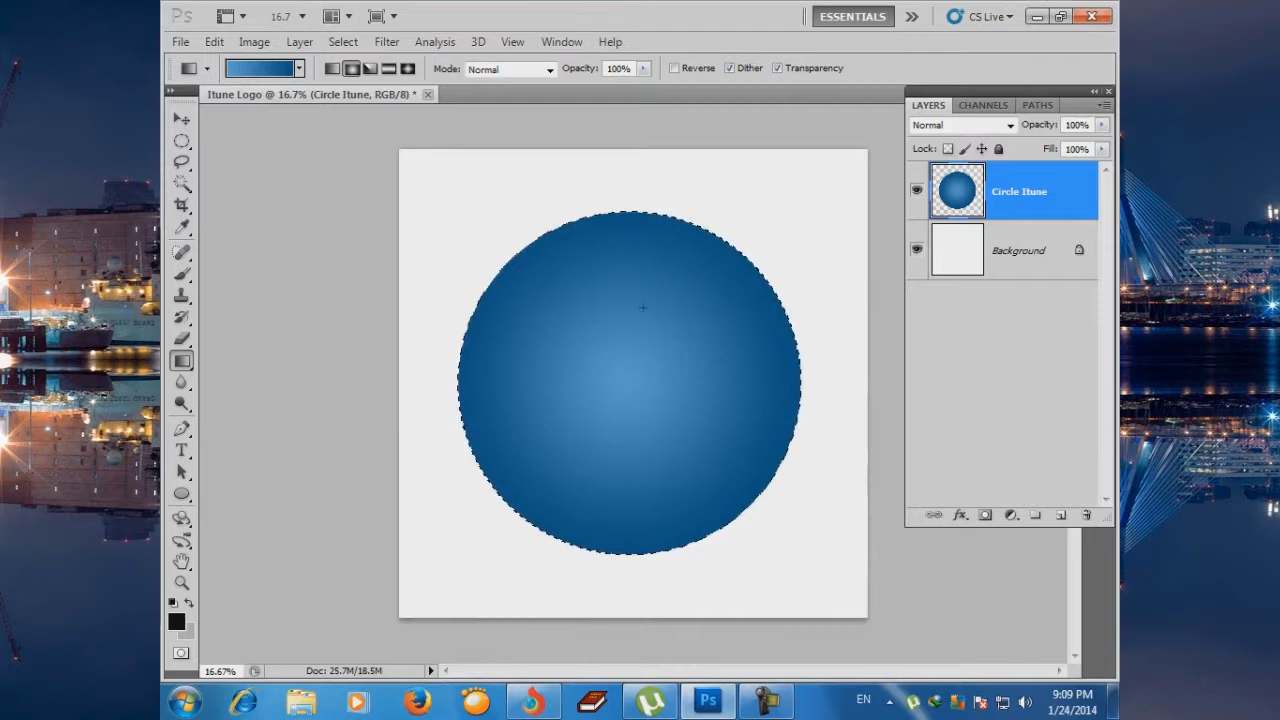 Ps 16.7 ESSENTIALS CS Live
File Edit Image Layer Select Filter Analysis 3D View Window Help
Mode: Normal Opacity: 100% Reverse Dither Transparency
Itune Logo @ 16.7% (Circle Itune, RGB/8) *
LAYERS CHANNELS PATHS
Normal Opacity: 100%
Lock: Fill: 100%
Circle Itune
Background
T
fx
16.67% Doc: 25.7M/18.5M
Ps EN 9:09 PM
1/24/2014